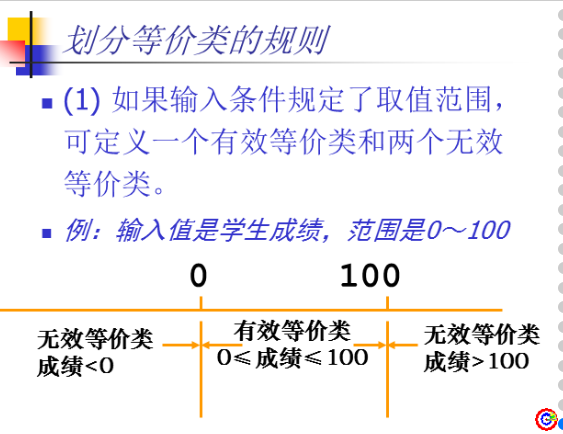 划分等价类的规则
(1) 如果输入条件规定了取值范围，
可定义一个有效等价类和两个无效
等价类。
例：输入值是学生成绩，范围是0～100
0 100
无效等价类
成绩<0
有效等价类
0≤成绩≤100
无效等价类
成绩>100